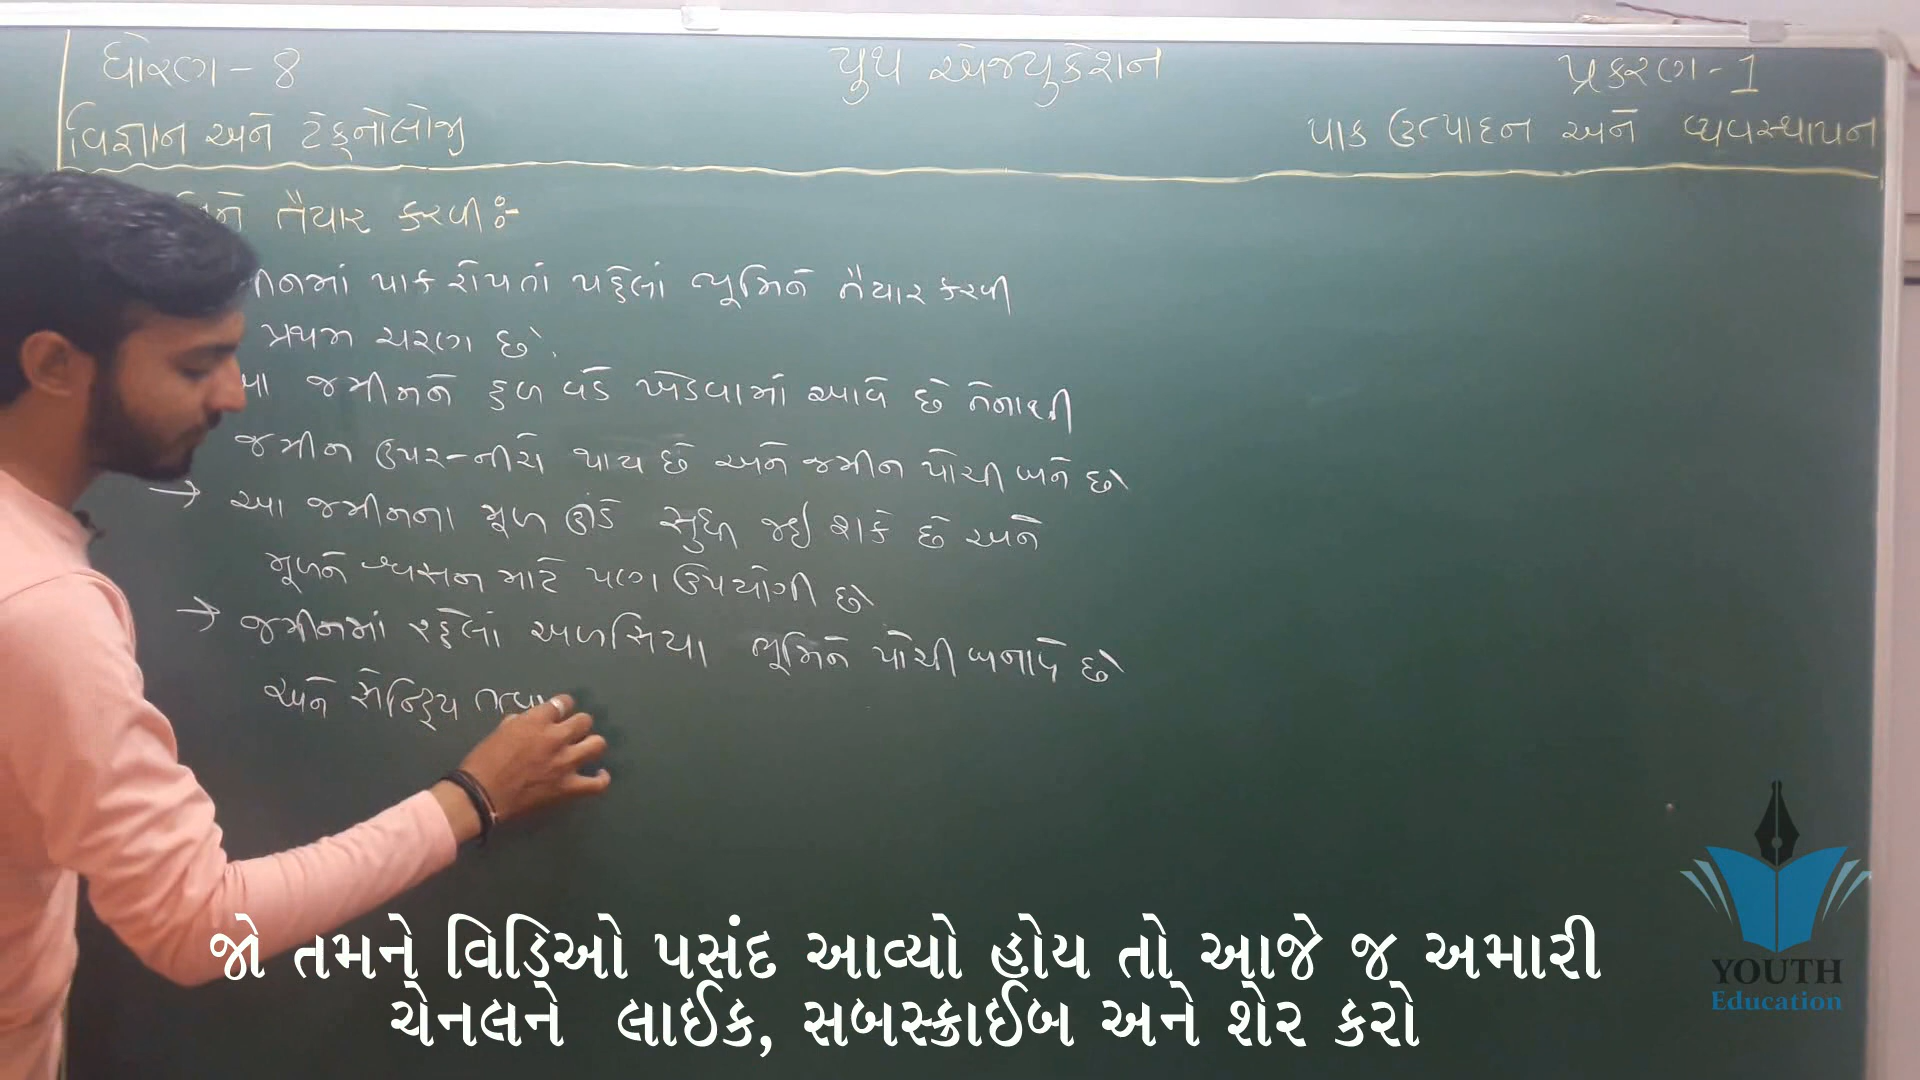 ધોરણ - 8
યુથ એજ્યુકેશન
પ્રકરણ - 1
વિજ્ઞાન અને ટેક્નોલોજી
પાક ઉત્પાદન અને વ્યવસ્થાપન
તૈયાર કરવી :-
પાક રોપતાં પહેલાં ભૂમિને તૈયાર કરવી
પ્રથમ ચરણ છે.
જમીનને હળ વડે ખેડવામાં આવે છે તેનાથી
જમીન ઉપર-નીચે થાય છે અને જમીન પોચી બને છે
→ આ જમીનના મૂળ ઊંડે સુધી જઈ શકે છે અને
મૂળને શ્વસન માટે પણ ઉપયોગી છે
→ જમીનમાં રહેલાં અળસિયા ભૂમિને પોચી બનાવે છે
અને સેન્દ્રિય
જો તમને વિડિઓ પસંદ આવ્યો હોય તો આજે જ અમારી
ચેનલને લાઈક, સબસ્ક્રાઈબ અને શેર કરો
YOUTH
Education